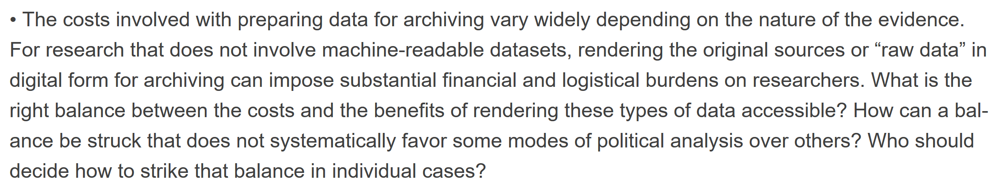 • The costs involved with preparing data for archiving vary widely depending on the nature of the evidence.
For research that does not involve machine-readable datasets, rendering the original sources or “raw data” in
digital form for archiving can impose substantial financial and logistical burdens on researchers. What is the
right balance between the costs and the benefits of rendering these types of data accessible? How can a bal-
ance be struck that does not systematically favor some modes of political analysis over others? Who should
decide how to strike that balance in individual cases?